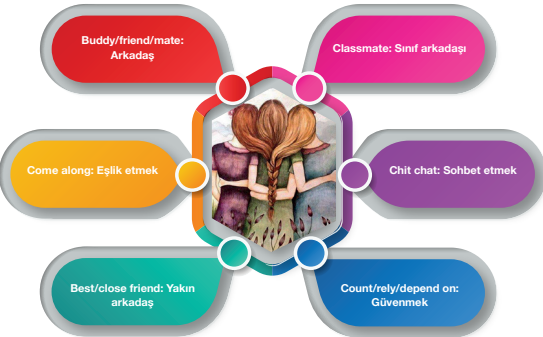 Buddy/friend/mate:
Arkadaş
Classmate: Sınıf arkadaşı
Come along: Eşlik etmek
Chit chat: Sohbet etmek
Best/close friend: Yakın
arkadaş
Count/rely/depend on:
Güvenmek